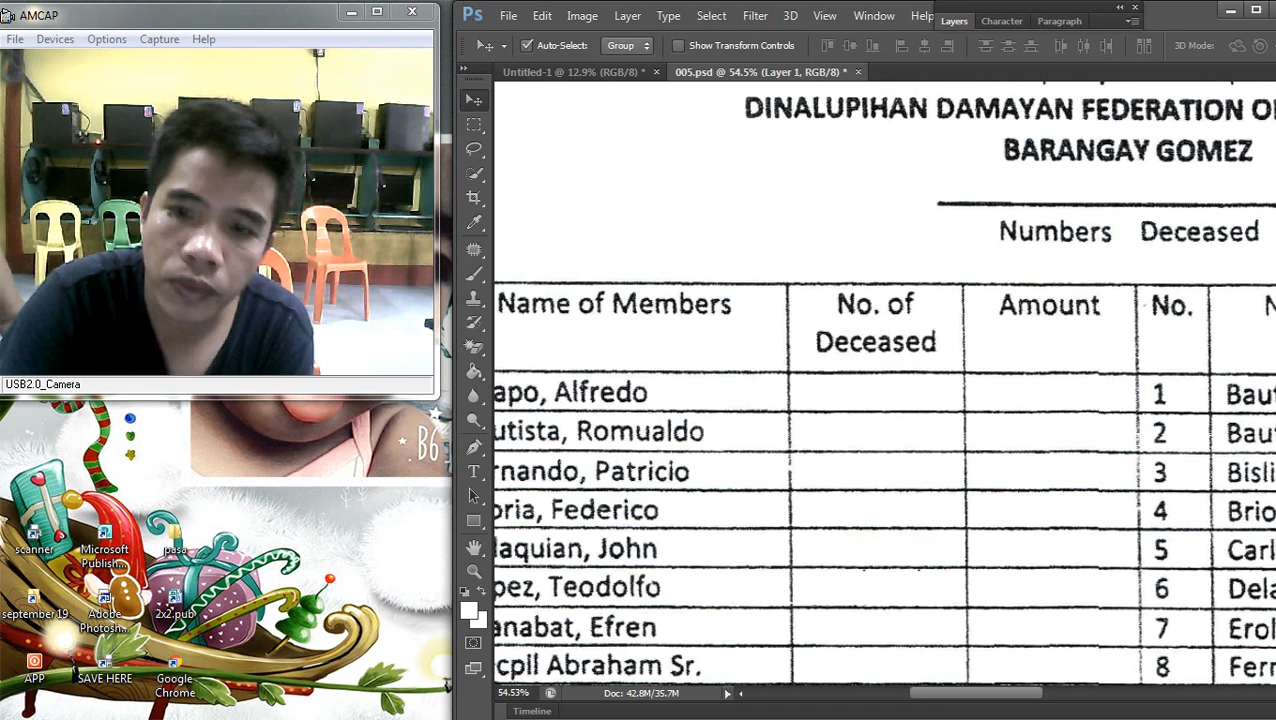 AMCAP
File Devices Options Capture Help
USB2.0_Camera
B6
scanner
Microsoft Publish...
pasa
september 19
Adobe Photosh...
2x2.pub
APP
SAVE HERE
Google Chrome
Ps File Edit Image Layer Type Select Filter 3D View Window Help
Layers Character Paragraph
Auto-Select: Group Show Transform Controls 3D Mode:
Untitled-1 @ 12.9% (RGB/8) * × 005.psd @ 54.5% (Layer 1, RGB/8) * ×
DINALUPIHAN DAMAYAN FEDERATION
BARANGAY GOMEZ
Numbers Deceased
Name of Members No. of Deceased Amount No. N
apo, Alfredo 1 Baut
utista, Romualdo 2 Baut
rnando, Patricio 3 Bisli
oria, Federico 4 Brio
laquian, John 5 Carl
pez, Teodolfo 6 Dela
anabat, Efren 7 Erol
cpil Abraham Sr. 8 Fern
54.53% Doc: 42.8M/35.7M
Timeline